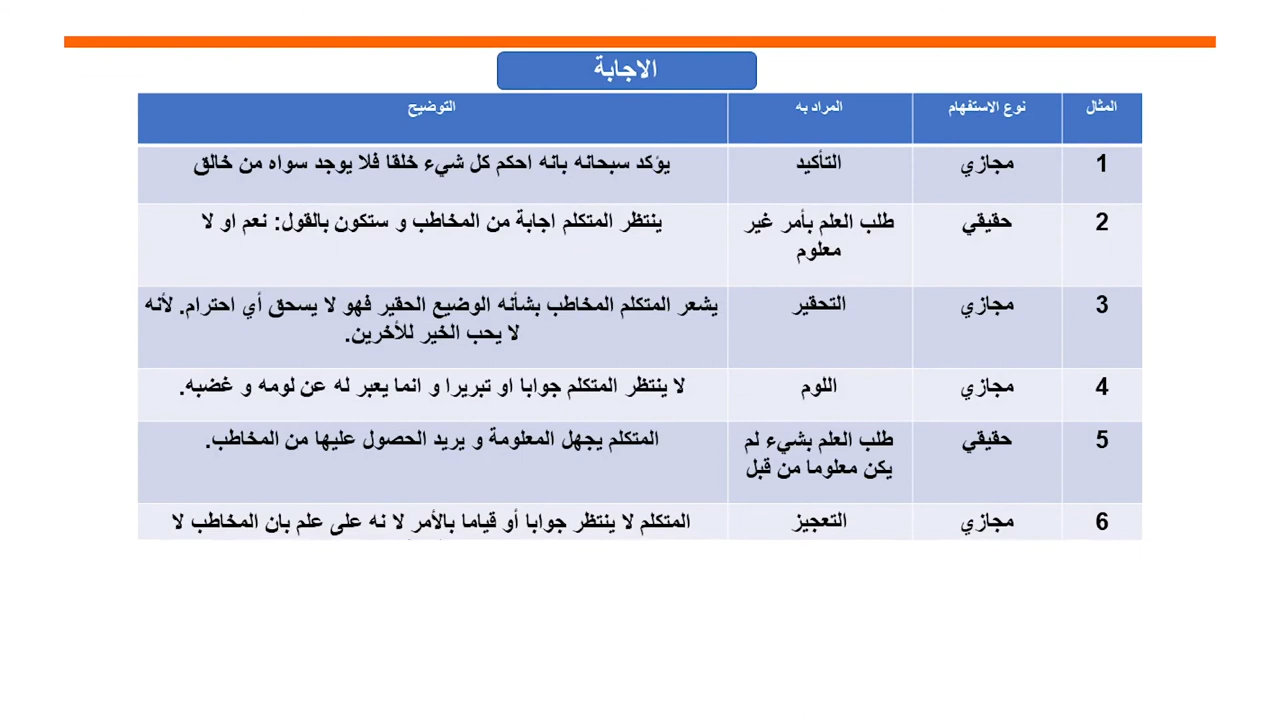 الاجابة
المثال نوع الاستفهام المراد به التوضيح
1 مجازي التأكيد يؤكد سبحانه بانه احكم كل شيء خلقا فلا يوجد سواه من خالق
2 حقيقي طلب العلم بأمر غير ينتظر المتكلم اجابة من المخاطب و ستكون بالقول: نعم او لا
معلوم
3 مجازي التحقير يشعر المتكلم المخاطب بشأنه الوضيع الحقير فهو لا يسحق أي احترام. لأنه
لا يحب الخير للأخرين.
4 مجازي اللوم لا ينتظر المتكلم جوابا او تبريرا و انما يعبر له عن لومه و غضبه.
5 حقيقي طلب العلم بشيء لم المتكلم يجهل المعلومة و يريد الحصول عليها من المخاطب.
يكن معلوما من قبل
6 مجازي التعجيز المتكلم لا ينتظر جوابا أو قياما بالأمر لا نه على علم بان المخاطب لا